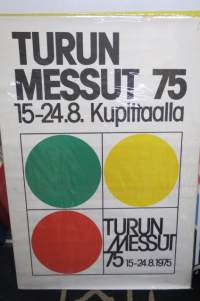 TURUN
MESSUT 75
15-24.8. Kupittaalla
TURUN
MESSUT
75 15-24.8.1975